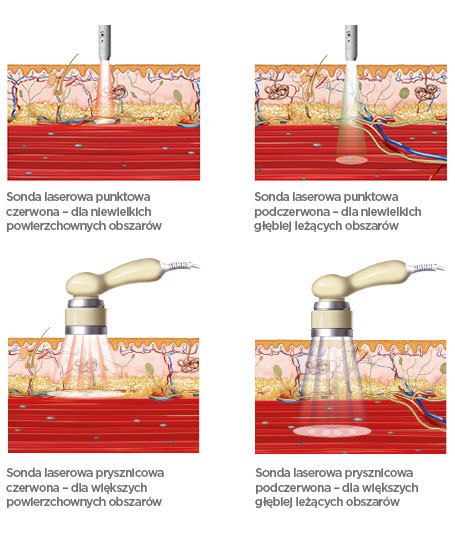 Sonda laserowa punktowa
czerwona – dla niewielkich
powierzchownych obszarów
Sonda laserowa punktowa
podczerwona – dla niewielkich
głębiej leżących obszarów
Sonda laserowa prysznicowa
czerwona – dla większych
powierzchownych obszarów
Sonda laserowa prysznicowa
podczerwona – dla większych
głębiej leżących obszarów